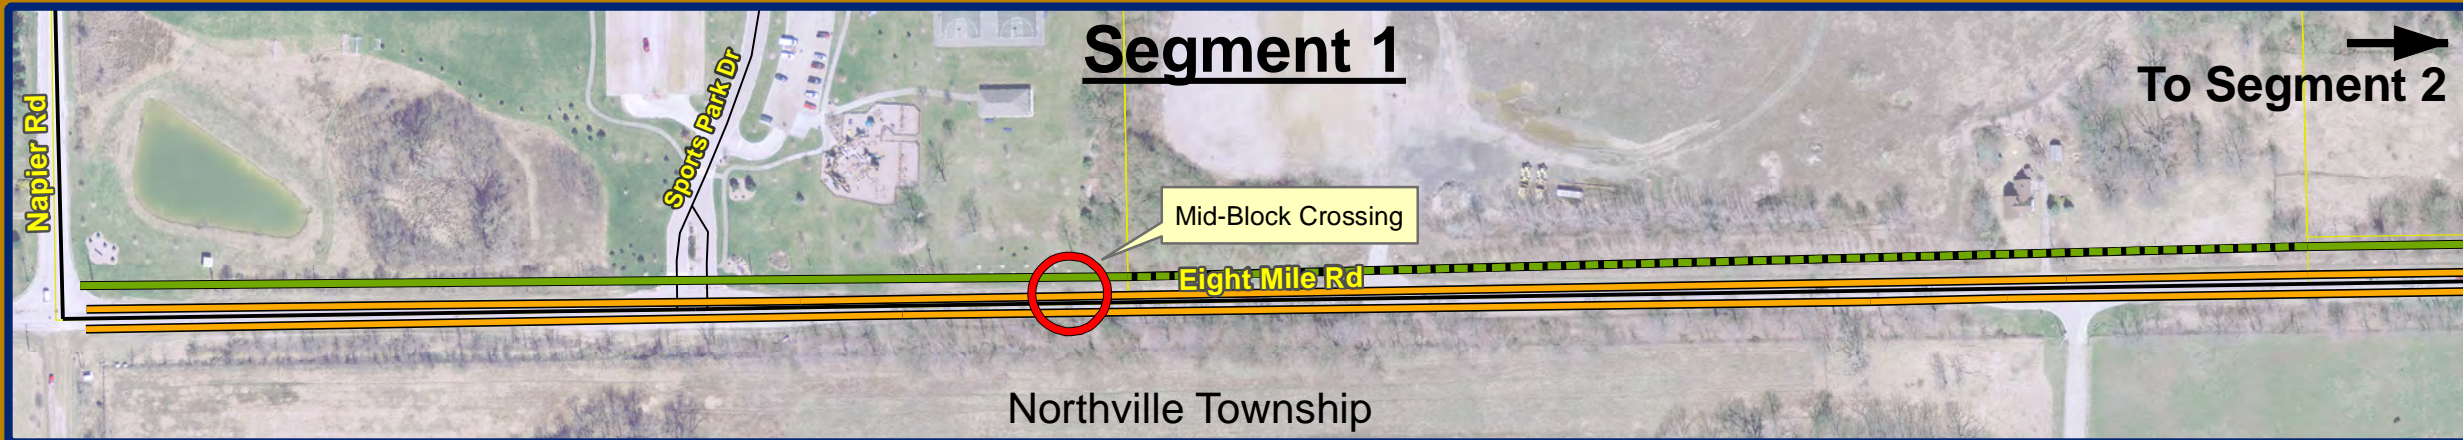 Segment 1
To Segment 2
Napier Rd
Sports Park Dr
Mid-Block Crossing
Eight Mile Rd
Northville Township